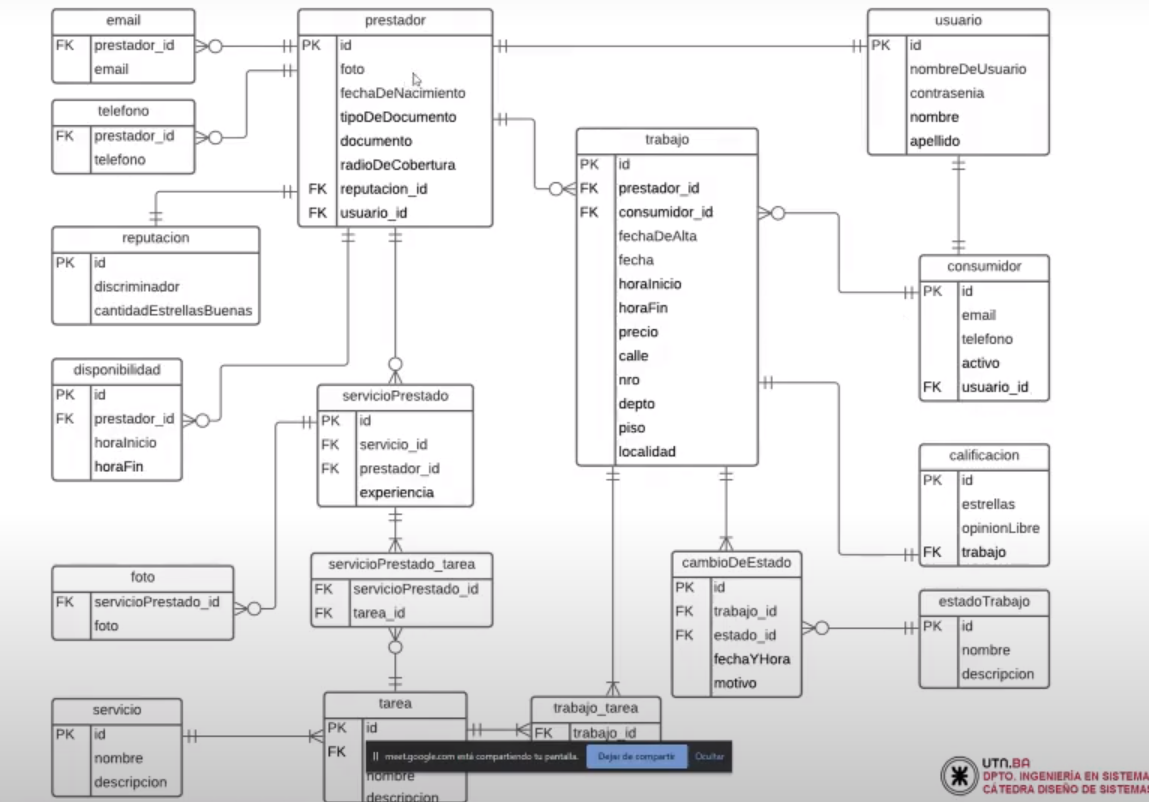 email
FK prestador_id
email
telefono
FK prestador_id
telefono
prestador
PK id
foto
fechaDeNacimiento
tipoDeDocumento
documento
radioDeCobertura
FK reputacion_id
FK usuario_id
usuario
PK id
nombreDeUsuario
contrasenia
nombre
apellido
reputacion
PK id
discriminador
cantidadEstrellasBuenas
trabajo
PK id
FK prestador_id
FK consumidor_id
fechaDeAlta
fecha
horaInicio
horaFin
precio
calle
nro
depto
piso
localidad
consumidor
PK id
email
telefono
activo
FK usuario_id
disponibilidad
PK id
FK prestador_id
horaInicio
horaFin
servicioPrestado
PK id
FK servicio_id
FK prestador_id
experiencia
calificacion
PK id
estrellas
opinionLibre
FK trabajo
foto
FK servicioPrestado_id
foto
servicioPrestado_tarea
FK servicioPrestado_id
FK tarea_id
cambioDeEstado
PK id
FK trabajo_id
FK estado_id
fechaYHora
motivo
estadoTrabajo
PK id
nombre
descripcion
servicio
PK id
nombre
descripcion
tarea
PK id
FK
nombre
descripcion
trabajo_tarea
FK trabajo_id
meet.google.com está compartiendo tu pantalla.
Dejar de compartir
Ocultar
UTN.BA
DPTO. INGENIERÍA EN SISTEMA
CÁTEDRA DISEÑO DE SISTEMAS